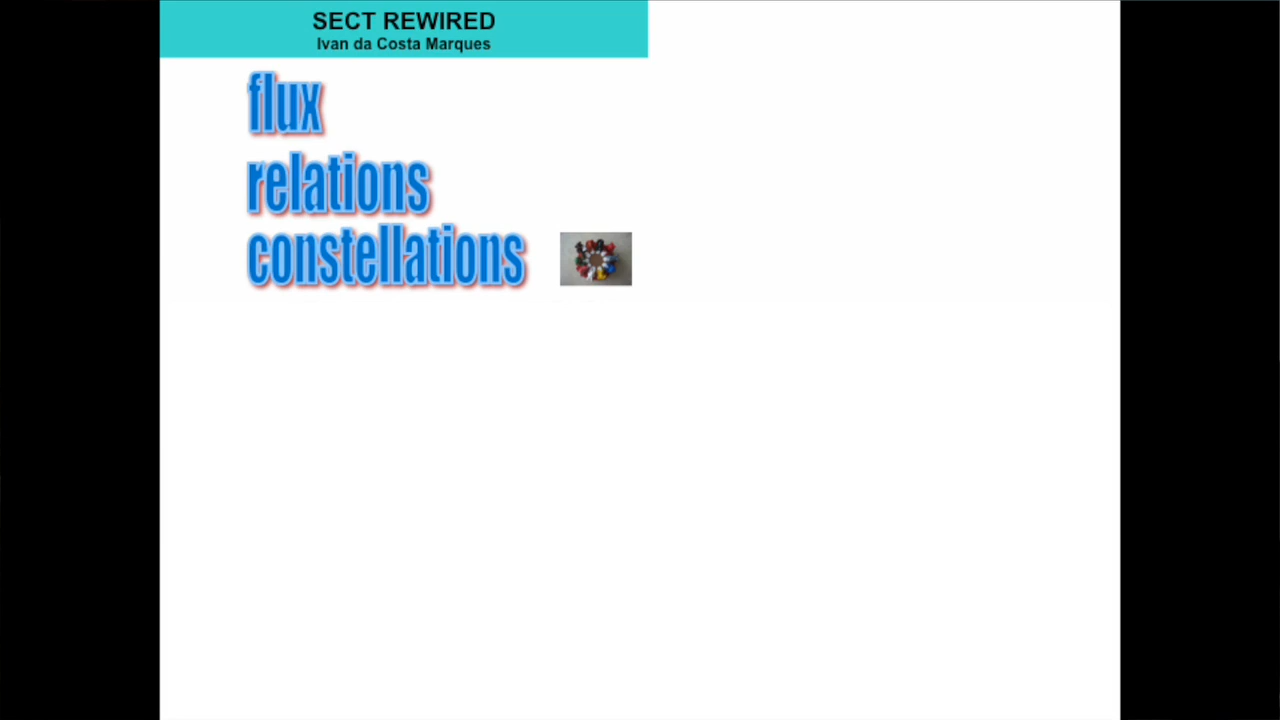 SECT REWIRED
Ivan da Costa Marques
flux
relations
constellations